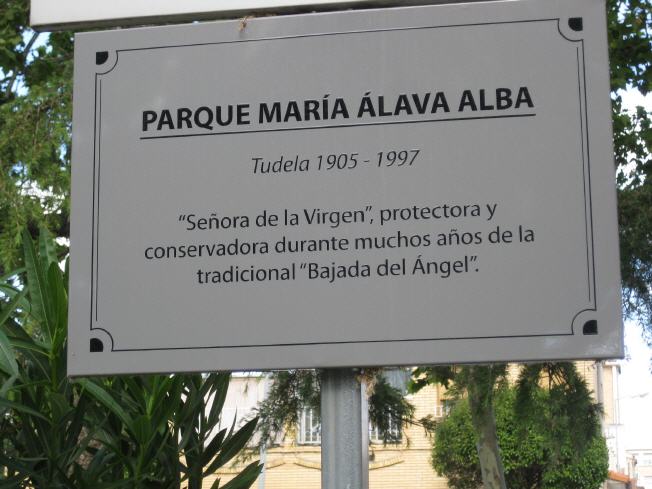 PARQUE MARÍA ÁLAVA ALBA
Tudela 1905 - 1997
“Señora de la Virgen”, protectora y
conservadora durante muchos años de la
tradicional “Bajada del Ángel”.